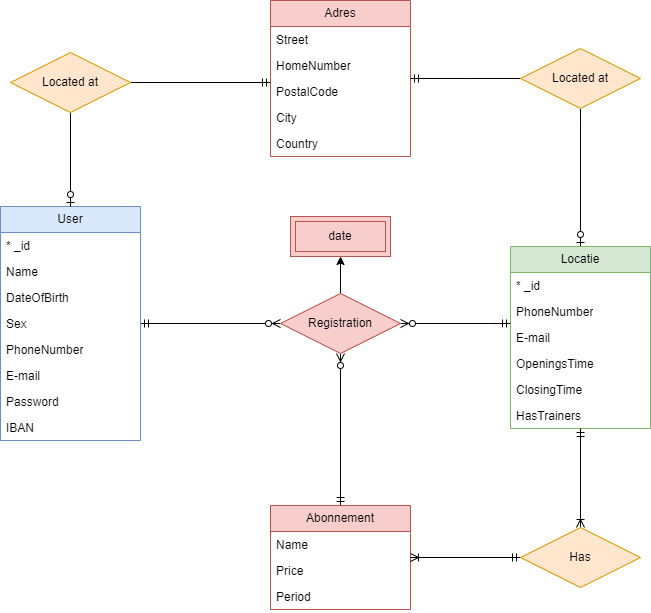 Adres
Street
HomeNumber
PostalCode
City
Country
Located at
Located at
User
* _id
Name
DateOfBirth
Sex
PhoneNumber
E-mail
Password
IBAN
date
Registration
Locatie
* _id
PhoneNumber
E-mail
OpeningsTime
ClosingTime
HasTrainers
Abonnement
Name
Price
Period
Has